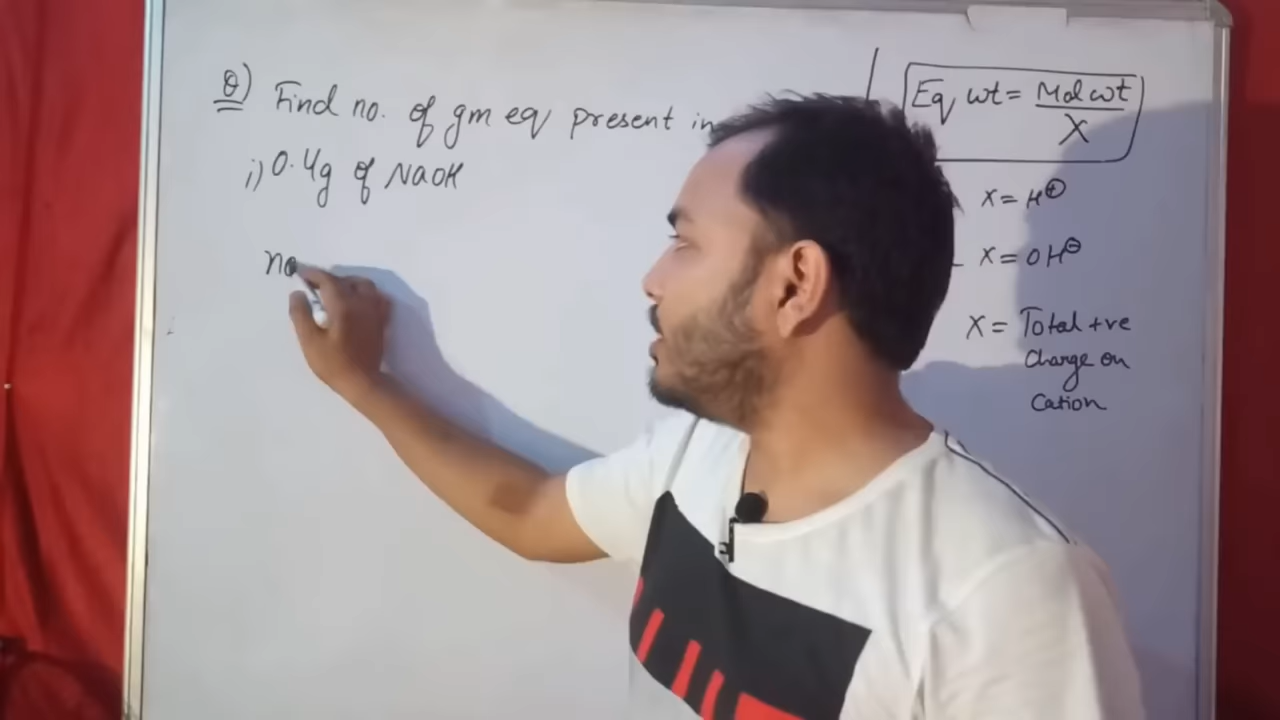 Q) Find no. of gm eq present in
i) 0.4g of NaOH
no
Eq wt = Mol wt
X
X = H⊕
X = OH⊖
X = Total +ve
Charge on
Cation